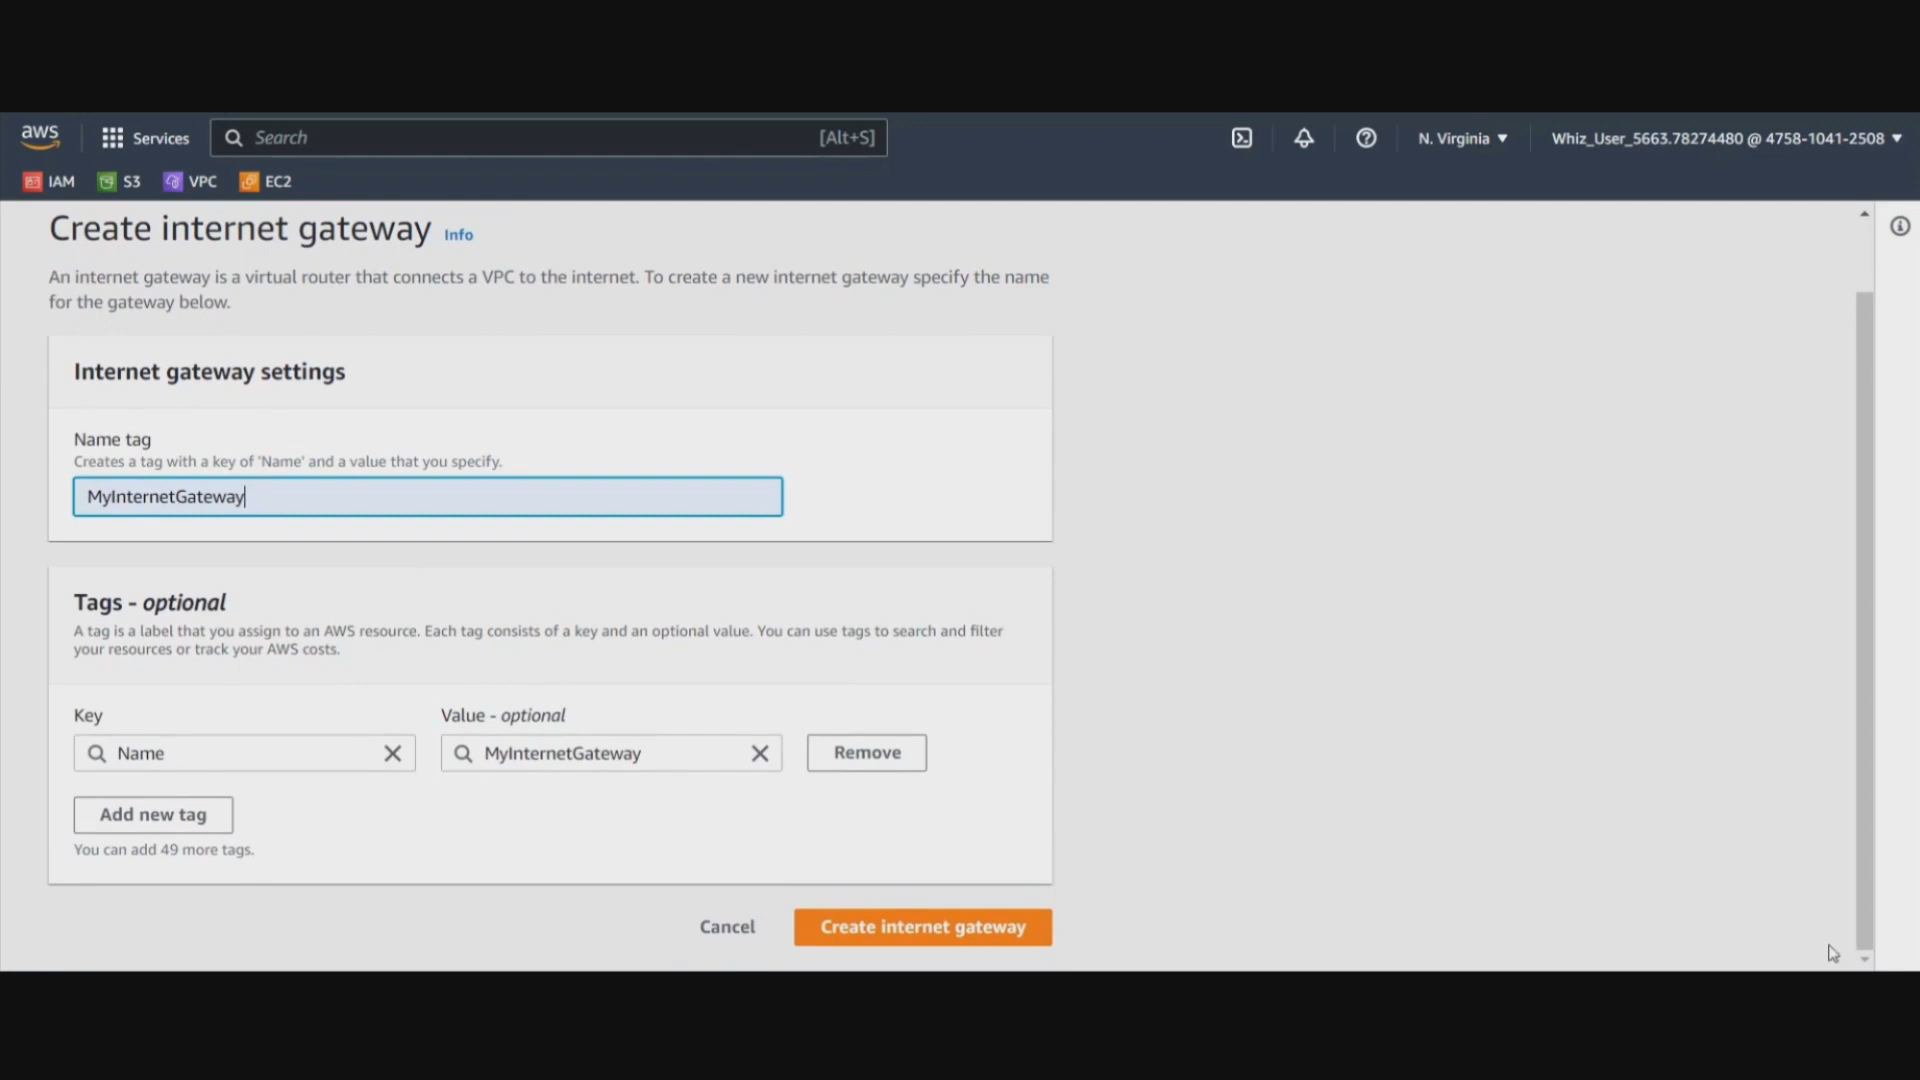 aws
Services
Search
[Alt+S]
N. Virginia
Whiz_User_5663.78274480 @ 4758-1041-2508
IAM
S3
VPC
EC2
Create internet gateway Info
An internet gateway is a virtual router that connects a VPC to the internet. To create a new internet gateway specify the name
for the gateway below.
Internet gateway settings
Name tag
Creates a tag with a key of 'Name' and a value that you specify.
MyInternetGateway
Tags - optional
A tag is a label that you assign to an AWS resource. Each tag consists of a key and an optional value. You can use tags to search and filter
your resources or track your AWS costs.
Key
Value - optional
Name
MyInternetGateway
Remove
Add new tag
You can add 49 more tags.
Cancel
Create internet gateway